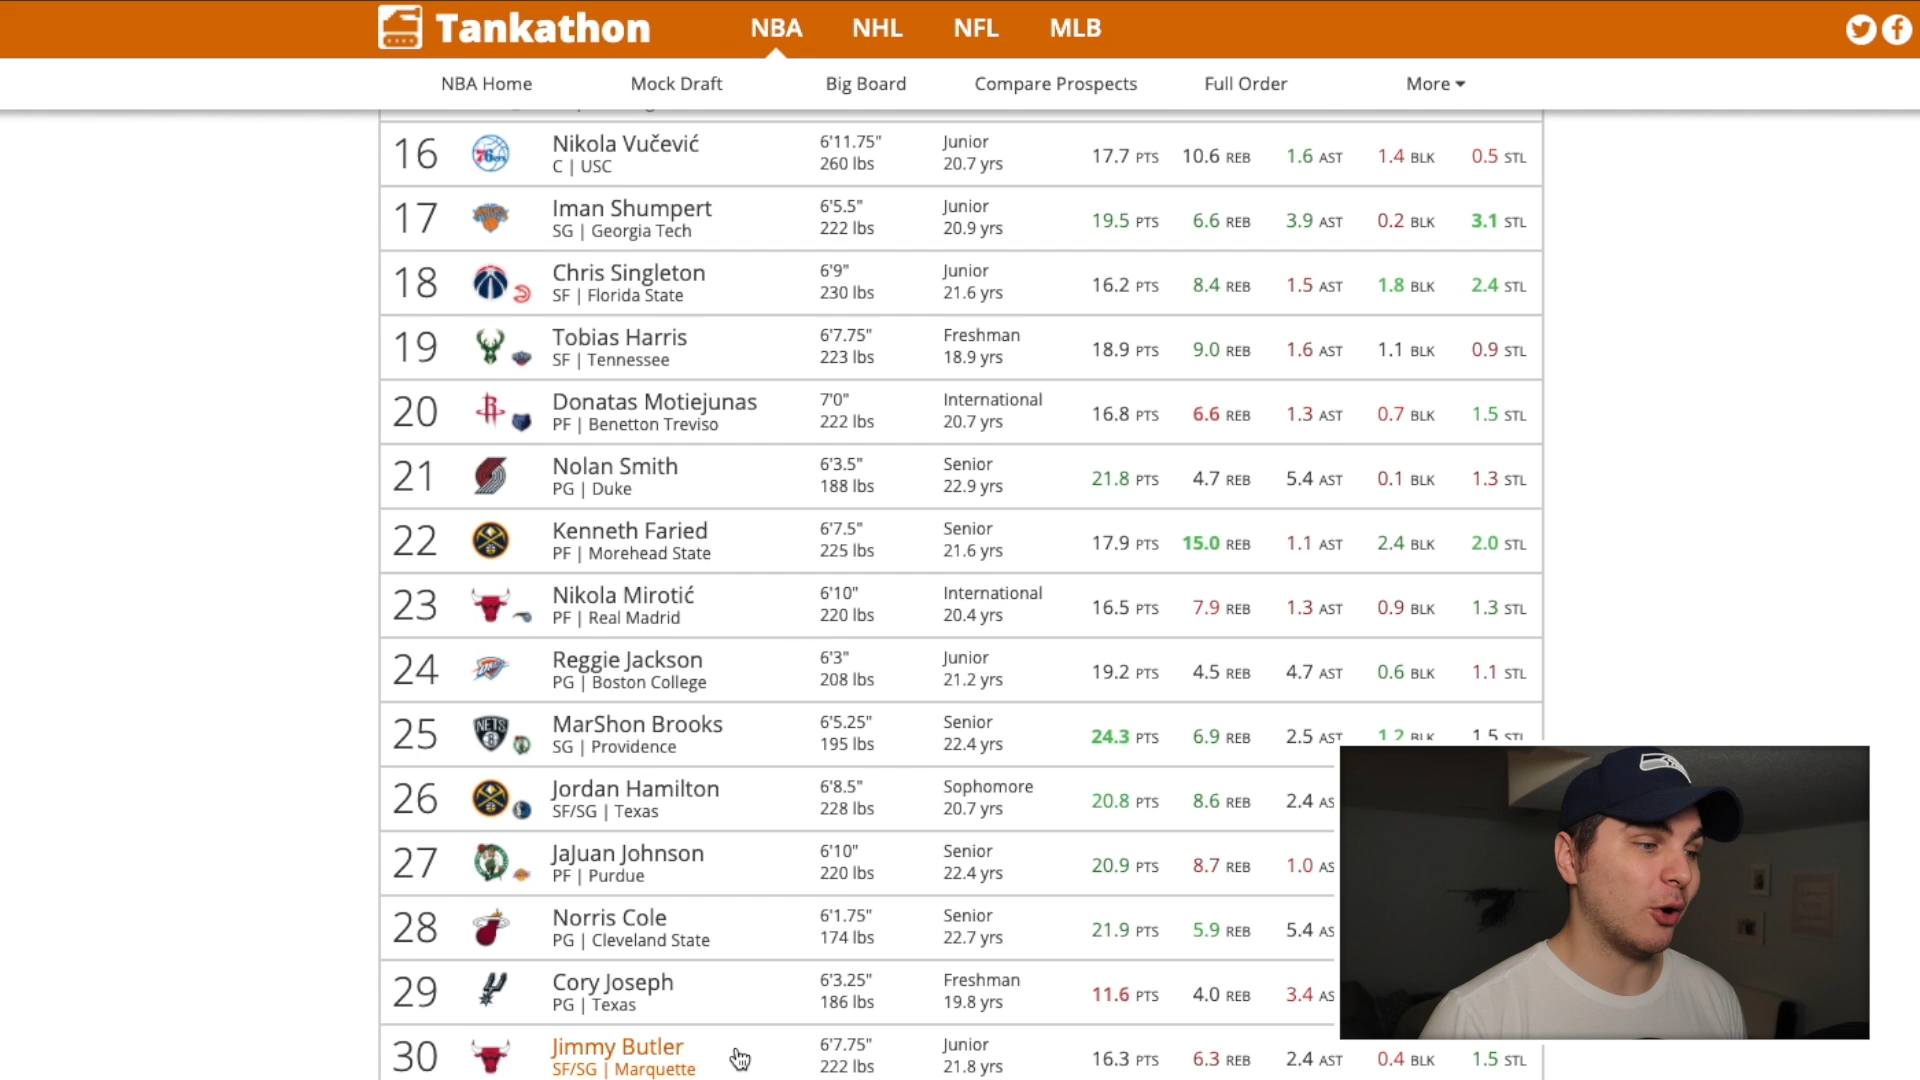 Tankathon
NBA NHL NFL MLB
NBA Home Mock Draft Big Board Compare Prospects Full Order More
16 76ers Nikola Vučević 6'11.75" Junior 17.7 PTS 10.6 REB 1.6 AST 1.4 BLK 0.5 STL
C | USC 260 lbs 20.7 yrs
17 Iman Shumpert 6'5.5" Junior 19.5 PTS 6.6 REB 3.9 AST 0.2 BLK 3.1 STL
SG | Georgia Tech 222 lbs 20.9 yrs
18 Chris Singleton 6'9" Junior 16.2 PTS 8.4 REB 1.5 AST 1.8 BLK 2.4 STL
SF | Florida State 230 lbs 21.6 yrs
19 Tobias Harris 6'7.75" Freshman 18.9 PTS 9.0 REB 1.6 AST 1.1 BLK 0.9 STL
SF | Tennessee 223 lbs 18.9 yrs
20 Donatas Motiejunas 7'0" International 16.8 PTS 6.6 REB 1.3 AST 0.7 BLK 1.5 STL
PF | Benetton Treviso 222 lbs 20.7 yrs
21 Nolan Smith 6'3.5" Senior 21.8 PTS 4.7 REB 5.4 AST 0.1 BLK 1.3 STL
PG | Duke 188 lbs 22.9 yrs
22 Kenneth Faried 6'7.5" Senior 17.9 PTS 15.0 REB 1.1 AST 2.4 BLK 2.0 STL
PF | Morehead State 225 lbs 21.6 yrs
23 Nikola Mirotić 6'10" International 16.5 PTS 7.9 REB 1.3 AST 0.9 BLK 1.3 STL
PF | Real Madrid 220 lbs 20.4 yrs
24 Reggie Jackson 6'3" Junior 19.2 PTS 4.5 REB 4.7 AST 0.6 BLK 1.1 STL
PG | Boston College 208 lbs 21.2 yrs
25 NETS B MarShon Brooks 6'5.25" Senior 24.3 PTS 6.9 REB 2.5 AST 1.2 BLK 1.5 STL
SG | Providence 195 lbs 22.4 yrs
26 Jordan Hamilton 6'8.5" Sophomore 20.8 PTS 8.6 REB 2.4 AS
SF/SG | Texas 228 lbs 20.7 yrs
27 JaJuan Johnson 6'10" Senior 20.9 PTS 8.7 REB 1.0 AS
PF | Purdue 220 lbs 22.4 yrs
28 Norris Cole 6'1.75" Senior 21.9 PTS 5.9 REB 5.4 AS
PG | Cleveland State 174 lbs 22.7 yrs
29 Cory Joseph 6'3.25" Freshman 11.6 PTS 4.0 REB 3.4 AS
PG | Texas 186 lbs 19.8 yrs
30 Jimmy Butler 6'7.75" Junior 16.3 PTS 6.3 REB 2.4 AST 0.4 BLK 1.5 STL
SF/SG | Marquette 222 lbs 21.8 yrs